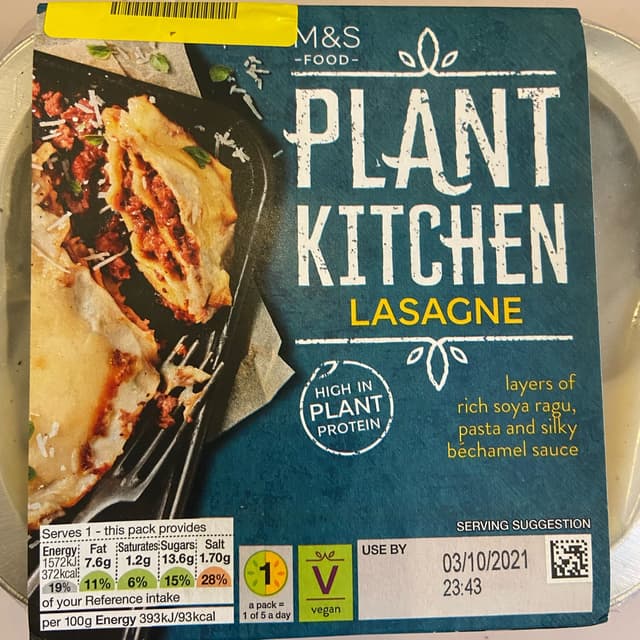 M&S
-FOOD-
PLANT
KITCHEN
LASAGNE
HIGH IN
PLANT
PROTEIN
layers of
rich soya ragu,
pasta and silky
béchamel sauce
SERVING SUGGESTION
Serves 1 - this pack provides
Energy Fat Saturates Sugars Salt
1572kJ 7.6g 1.2g 13.6g 1.70g
372kcal
19% 11% 6% 15% 28%
of your Reference intake
per 100g Energy 393kJ/93kcal
1
a pack =
1 of 5 a day
V
vegan
USE BY
03/10/2021
23:43